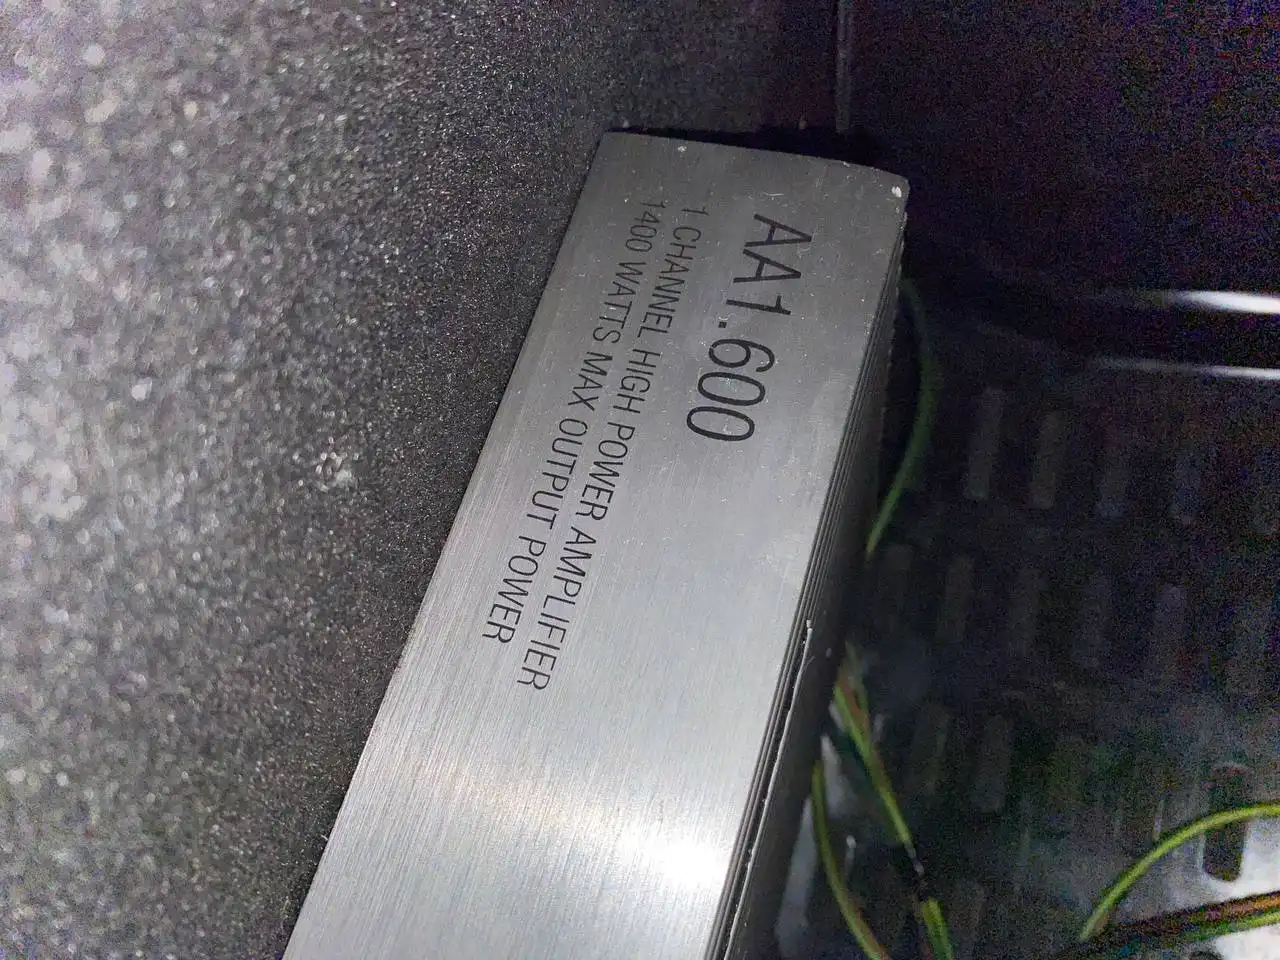 AA1.600
1 CHANNEL HIGH POWER AMPLIFIER
1400 WATTS MAX OUTPUT POWER